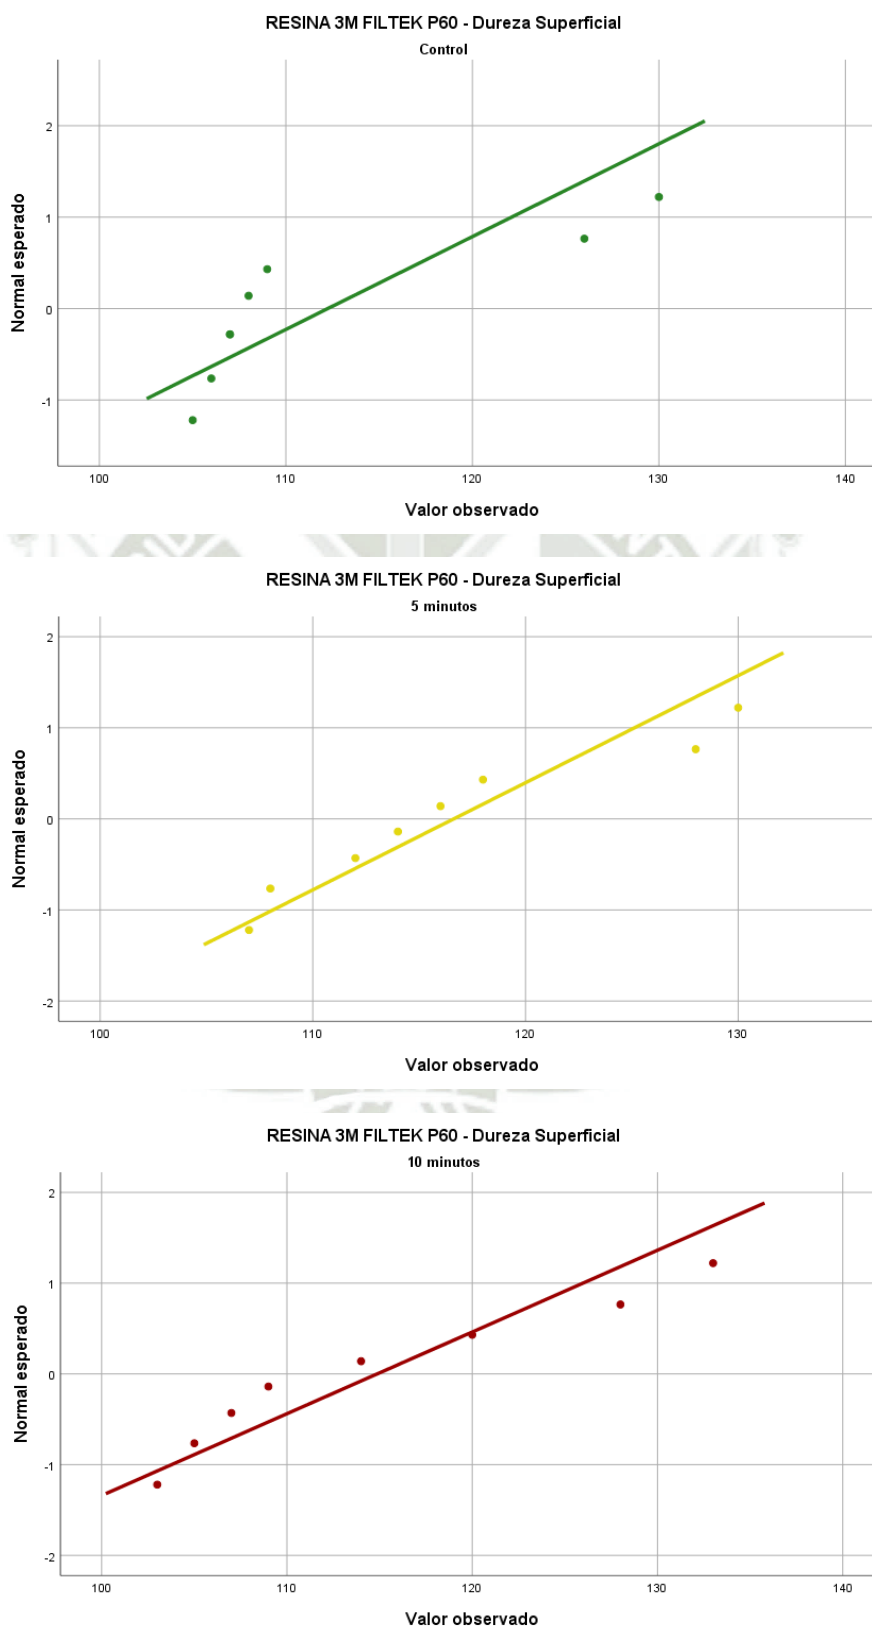 RESINA 3M FILTEK P60 - Dureza Superficial
Control
2
1
0
-1
Normal esperado
100 110 120 130 140
Valor observado
RESINA 3M FILTEK P60 - Dureza Superficial
5 minutos
2
1
0
-1
-2
Normal esperado
100 110 120 130
Valor observado
RESINA 3M FILTEK P60 - Dureza Superficial
10 minutos
2
1
0
-1
-2
Normal esperado
100 110 120 130 140
Valor observado